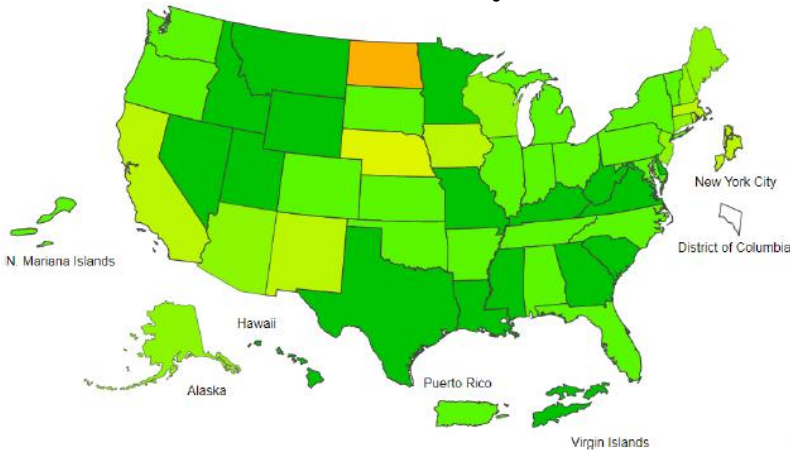 New York City
District of Columbia
N. Mariana Islands
Hawaii
Alaska
Puerto Rico
Virgin Islands